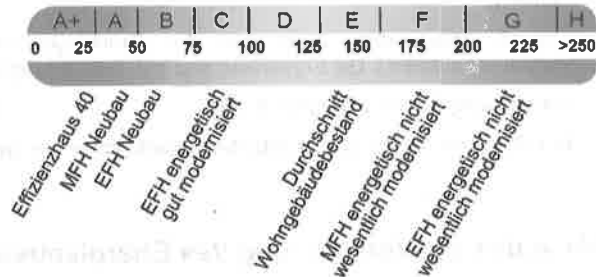 A+ A B C D E F G H
0 25 50 75 100 125 150 175 200 225 >250
Effizienzhaus 40
MFH Neubau
EFH Neubau
EFH energetisch
gut modernisiert
Durchschnitt
Wohngebäudebestand
MFH energetisch nicht
wesentlich modernisiert
EFH energetisch nicht
wesentlich modernisiert